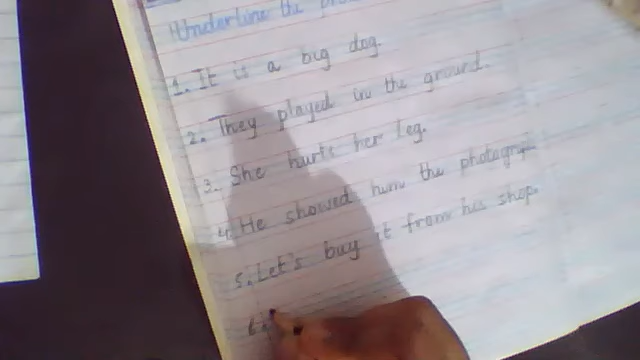 Underline the
1. It is a big dog.
2. They played in the ground.
3. She hurts her leg.
4. He showed him the
5. Let's buy it from his shop.
6.